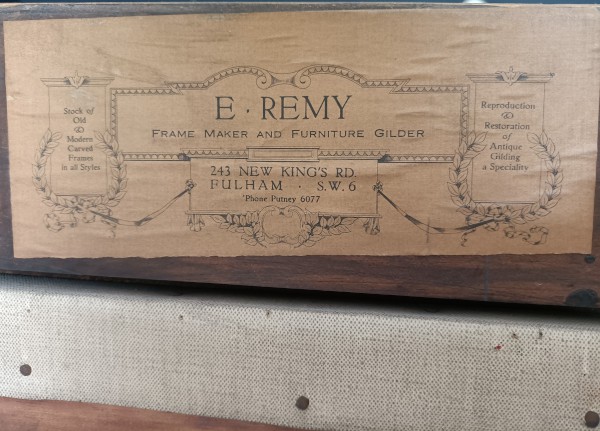 E · REMY
FRAME MAKER AND FURNITURE GILDER
243 NEW KING'S RD.
FULHAM · S.W.6
'Phone Putney 6077
Stock of
Old
&
Modern
Carved
Frames
in all Styles
Reproduction
&
Restoration
of
Antique
Gilding
a Speciality